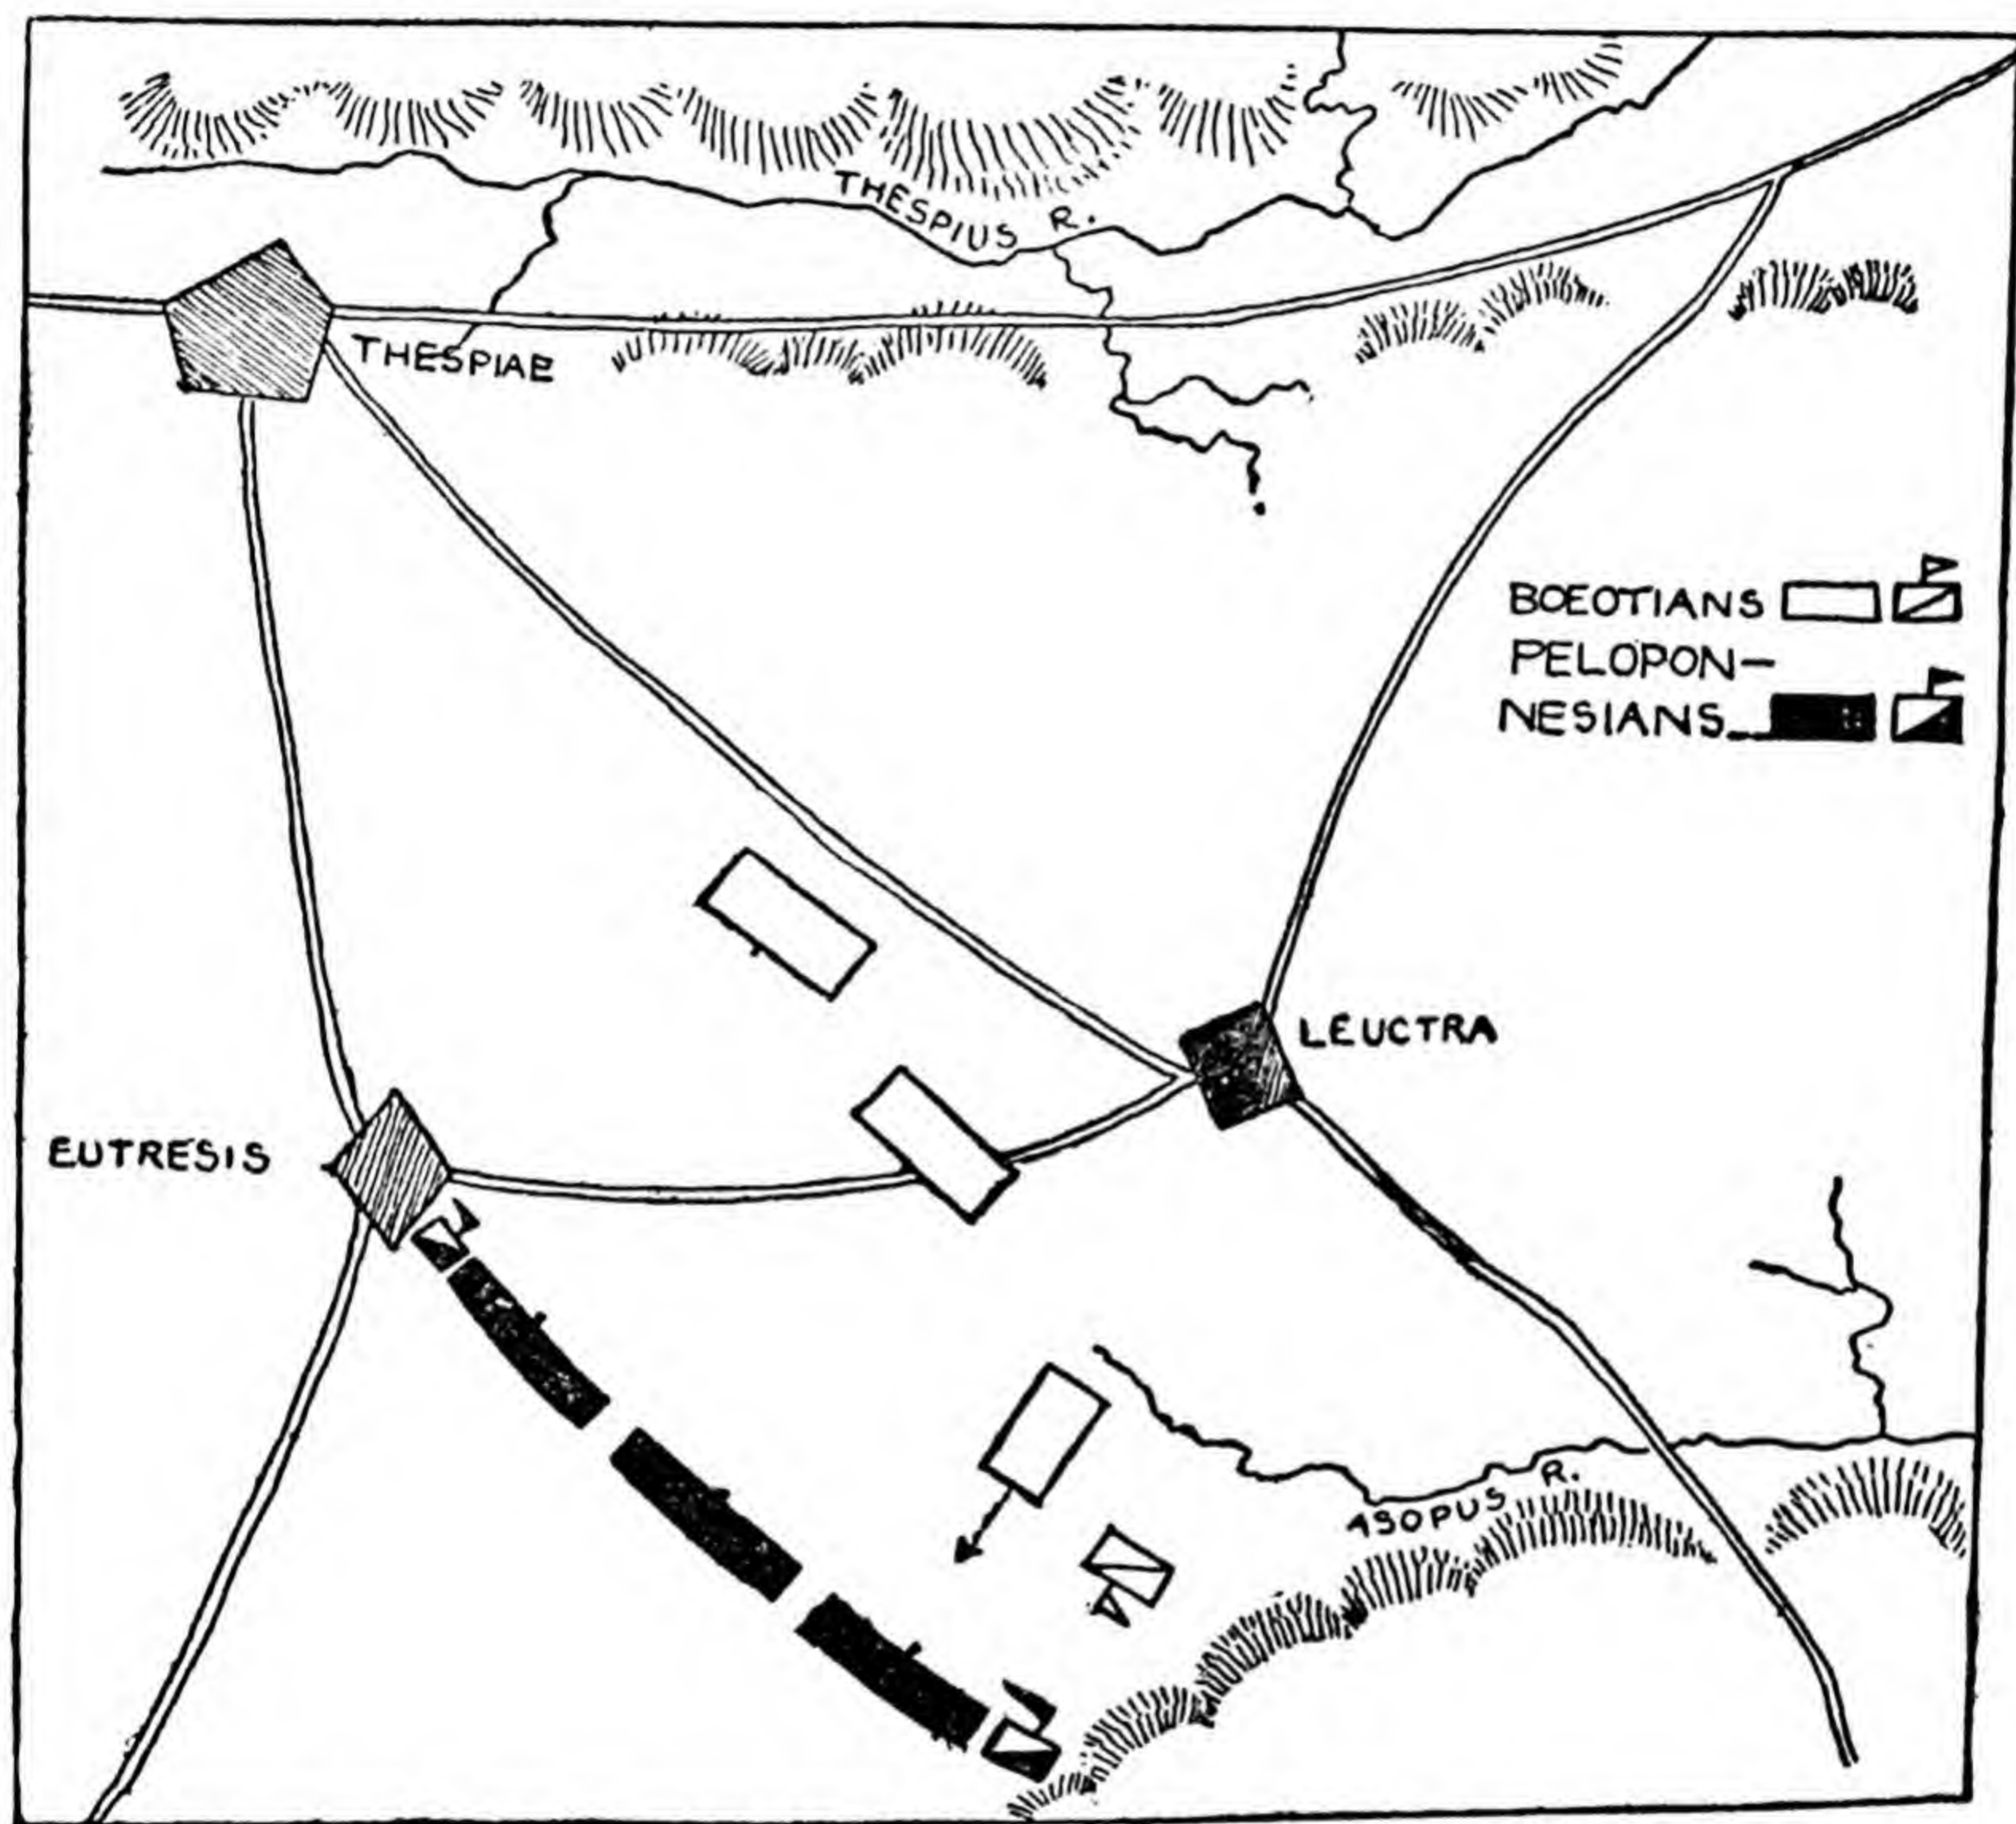 THESPIUS R.
THESPIAE
BOEOTIANS
PELOPON-
NESIANS
LEUCTRA
EUTRESIS
ASOPUS R.